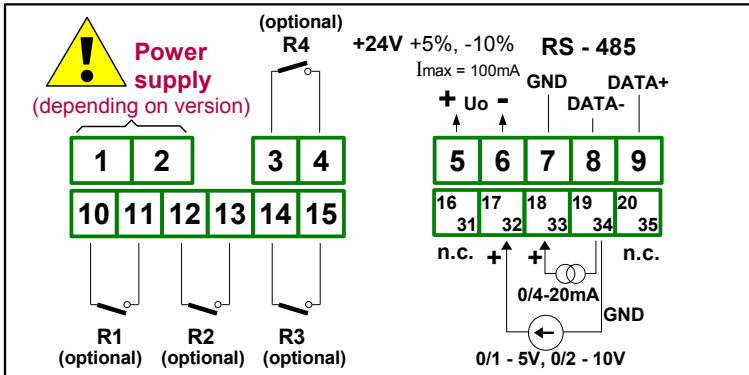 (optional)
R4
+24V +5%, -10%
RS - 485
Power
supply
(depending on version)
Imax = 100mA
GND
DATA+
+ Uo -
DATA-
1 2 3 4 5 6 7 8 9
10 11 12 13 14 15
16 17 18 19 20
31 32 33 34 35
n.c. + + n.c.
0/4-20mA
GND
R1 R2 R3
(optional) (optional) (optional)
0/1 - 5V, 0/2 - 10V